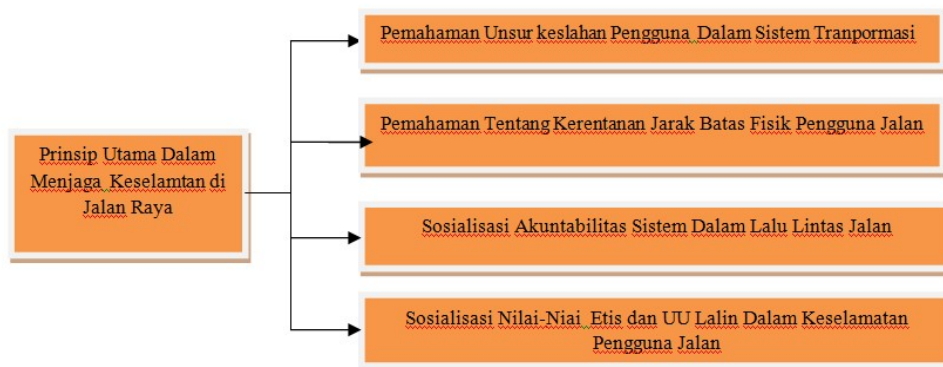 Pemahaman Unsur keslahan Pengguna Dalam Sistem Tranpormasi
Pemahaman Tentang Kerentanan Jarak Batas Fisik Pengguna Jalan
Prinsip Utama Dalam
Menjaga Keselamtan di
Jalan Raya
Sosialisasi Akuntabilitas Sistem Dalam Lalu Lintas Jalan
Sosialisasi Nilai-Niai Etis dan UU Lalin Dalam Keselamatan
Pengguna Jalan